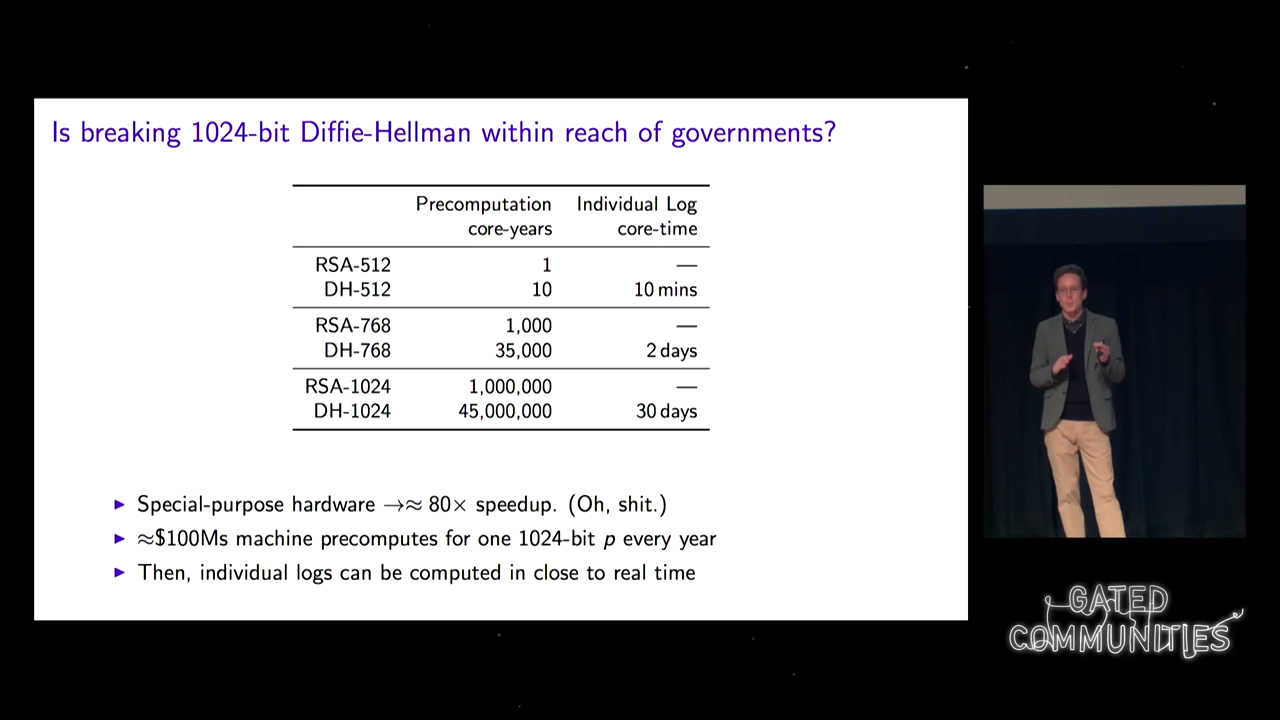 Is breaking 1024-bit Diffie-Hellman within reach of governments?
Precomputation Individual Log
core-years core-time
RSA-512 1 —
DH-512 10 10 mins
RSA-768 1,000 —
DH-768 35,000 2 days
RSA-1024 1,000,000 —
DH-1024 45,000,000 30 days
► Special-purpose hardware →≈ 80× speedup. (Oh, shit.)
► ≈$100Ms machine precomputes for one 1024-bit p every year
► Then, individual logs can be computed in close to real time
GATED
COMMUNITIES